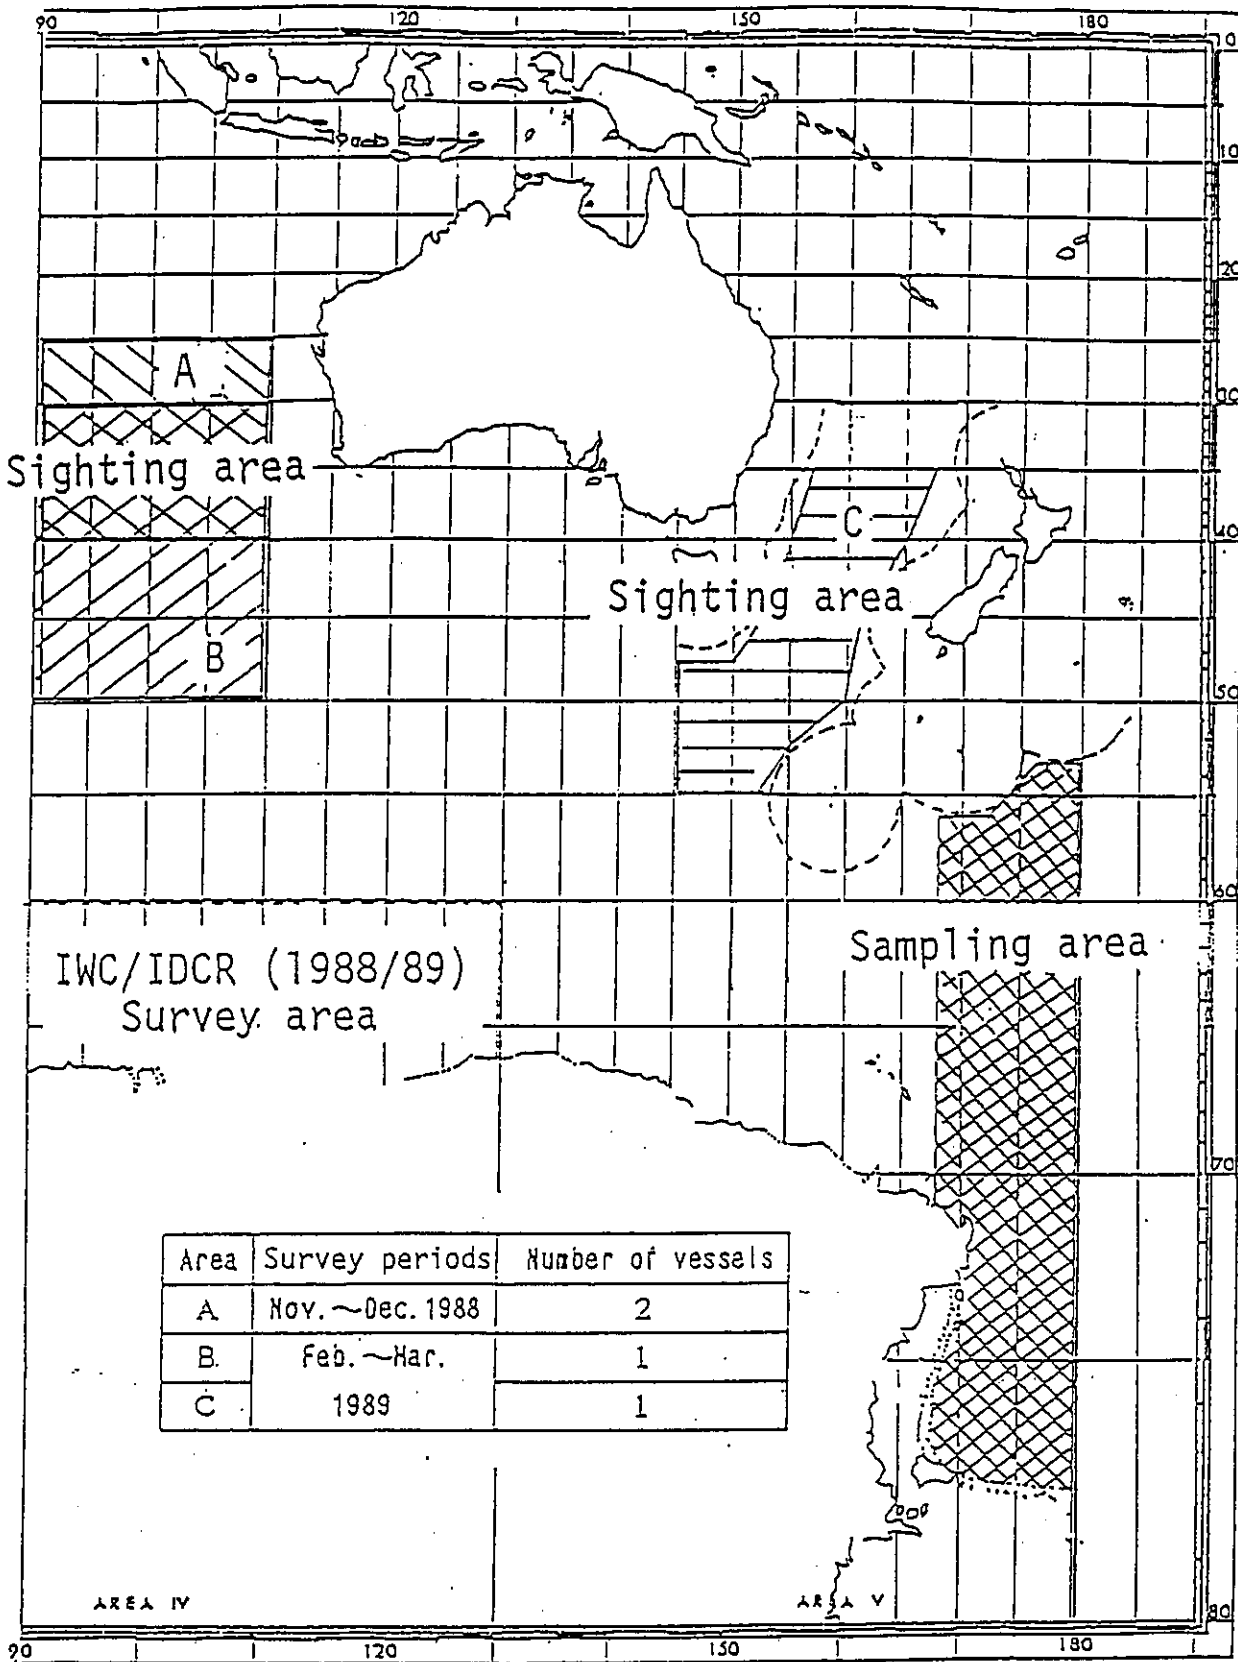 90 120 150 180
0
10
20
A
30
Sighting area
C
40
Sighting area
B
50
60
IWC/IDCR (1988/89)
Survey area
Sampling area
70
Area Survey periods Number of vessels
A Nov.~Dec. 1988 2
B Feb.~Mar. 1
C 1989 1
AREA IV AREA V
80
90 120 150 180